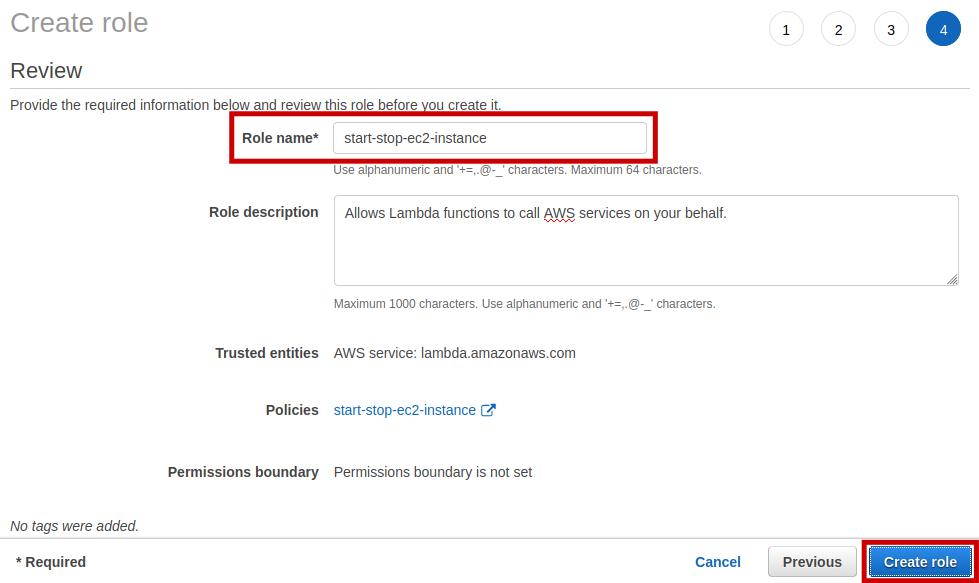 Create role
1 2 3 4
Review
Provide the required information below and review this role before you create it.
Role name* start-stop-ec2-instance
Use alphanumeric and '+=,.@-_' characters. Maximum 64 characters.
Role description Allows Lambda functions to call AWS services on your behalf.
Maximum 1000 characters. Use alphanumeric and '+=,.@-_' characters.
Trusted entities AWS service: lambda.amazonaws.com
Policies start-stop-ec2-instance
Permissions boundary Permissions boundary is not set
No tags were added.
* Required Cancel Previous Create role